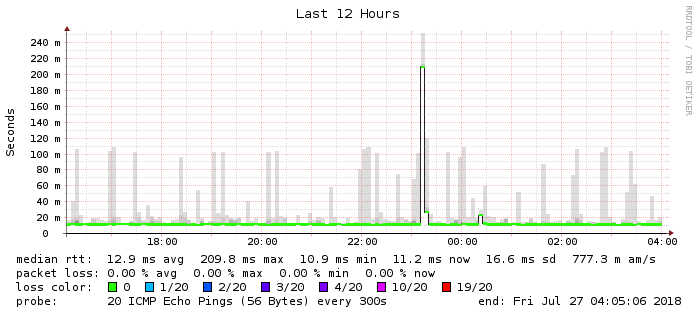 Last 12 Hours
RRDTOOL / TOBI OETIKER
Seconds
240 m
220 m
200 m
180 m
160 m
140 m
120 m
100 m
80 m
60 m
40 m
20 m
0
18:00 20:00 22:00 00:00 02:00 04:00
median rtt: 12.9 ms avg 209.8 ms max 10.9 ms min 11.2 ms now 16.6 ms sd 777.3 m am/s
packet loss: 0.00 % avg 0.00 % max 0.00 % min 0.00 % now
loss color: 0 1/20 2/20 3/20 4/20 10/20 19/20
probe: 20 ICMP Echo Pings (56 Bytes) every 300s end: Fri Jul 27 04:05:06 2018